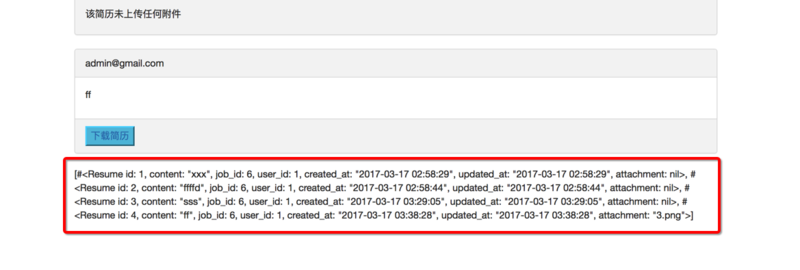 该简历未上传任何附件
admin@gmail.com
ff
下载简历
[#<Resume id: 1, content: "xxx", job_id: 6, user_id: 1, created_at: "2017-03-17 02:58:29", updated_at: "2017-03-17 02:58:29", attachment: nil>, #
<Resume id: 2, content: "ffffd", job_id: 6, user_id: 1, created_at: "2017-03-17 02:58:44", updated_at: "2017-03-17 02:58:44", attachment: nil>, #
<Resume id: 3, content: "sss", job_id: 6, user_id: 1, created_at: "2017-03-17 03:29:05", updated_at: "2017-03-17 03:29:05", attachment: nil>, #
<Resume id: 4, content: "ff", job_id: 6, user_id: 1, created_at: "2017-03-17 03:38:28", updated_at: "2017-03-17 03:38:28", attachment: "3.png">]